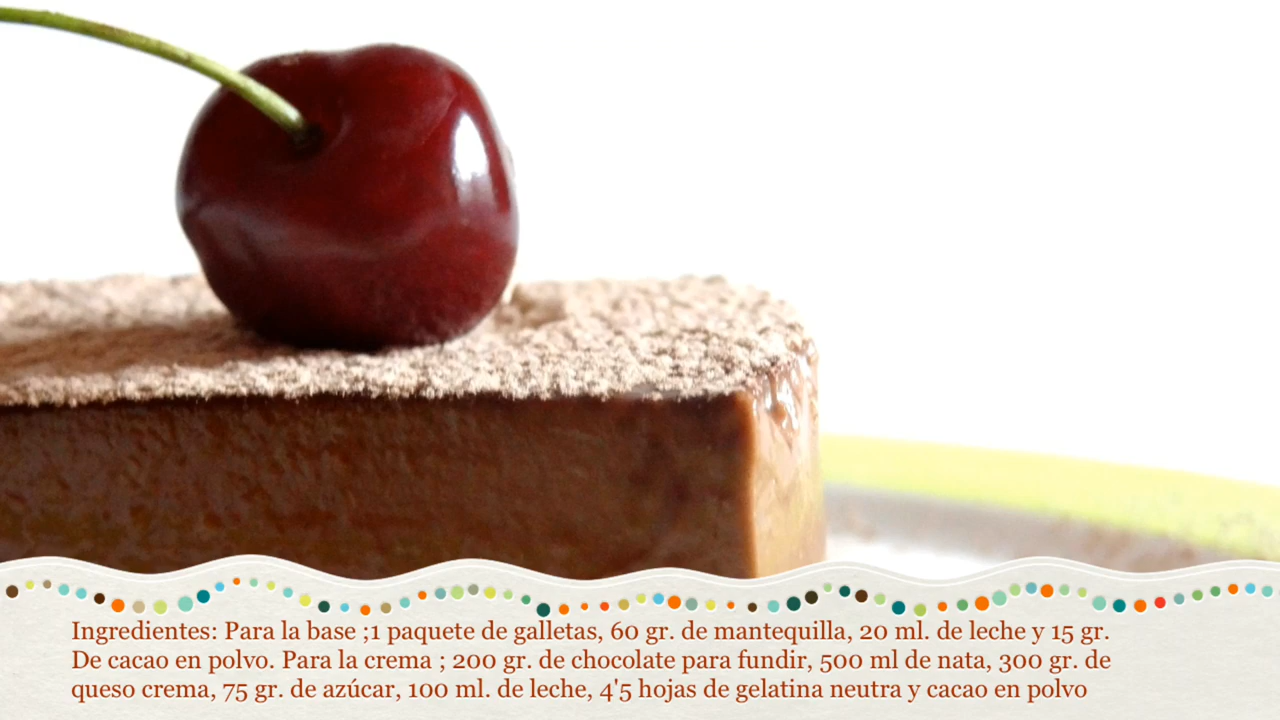 Ingredientes: Para la base ;1 paquete de galletas, 60 gr. de mantequilla, 20 ml. de leche y 15 gr.
De cacao en polvo. Para la crema ; 200 gr. de chocolate para fundir, 500 ml de nata, 300 gr. de
queso crema, 75 gr. de azúcar, 100 ml. de leche, 4'5 hojas de gelatina neutra y cacao en polvo